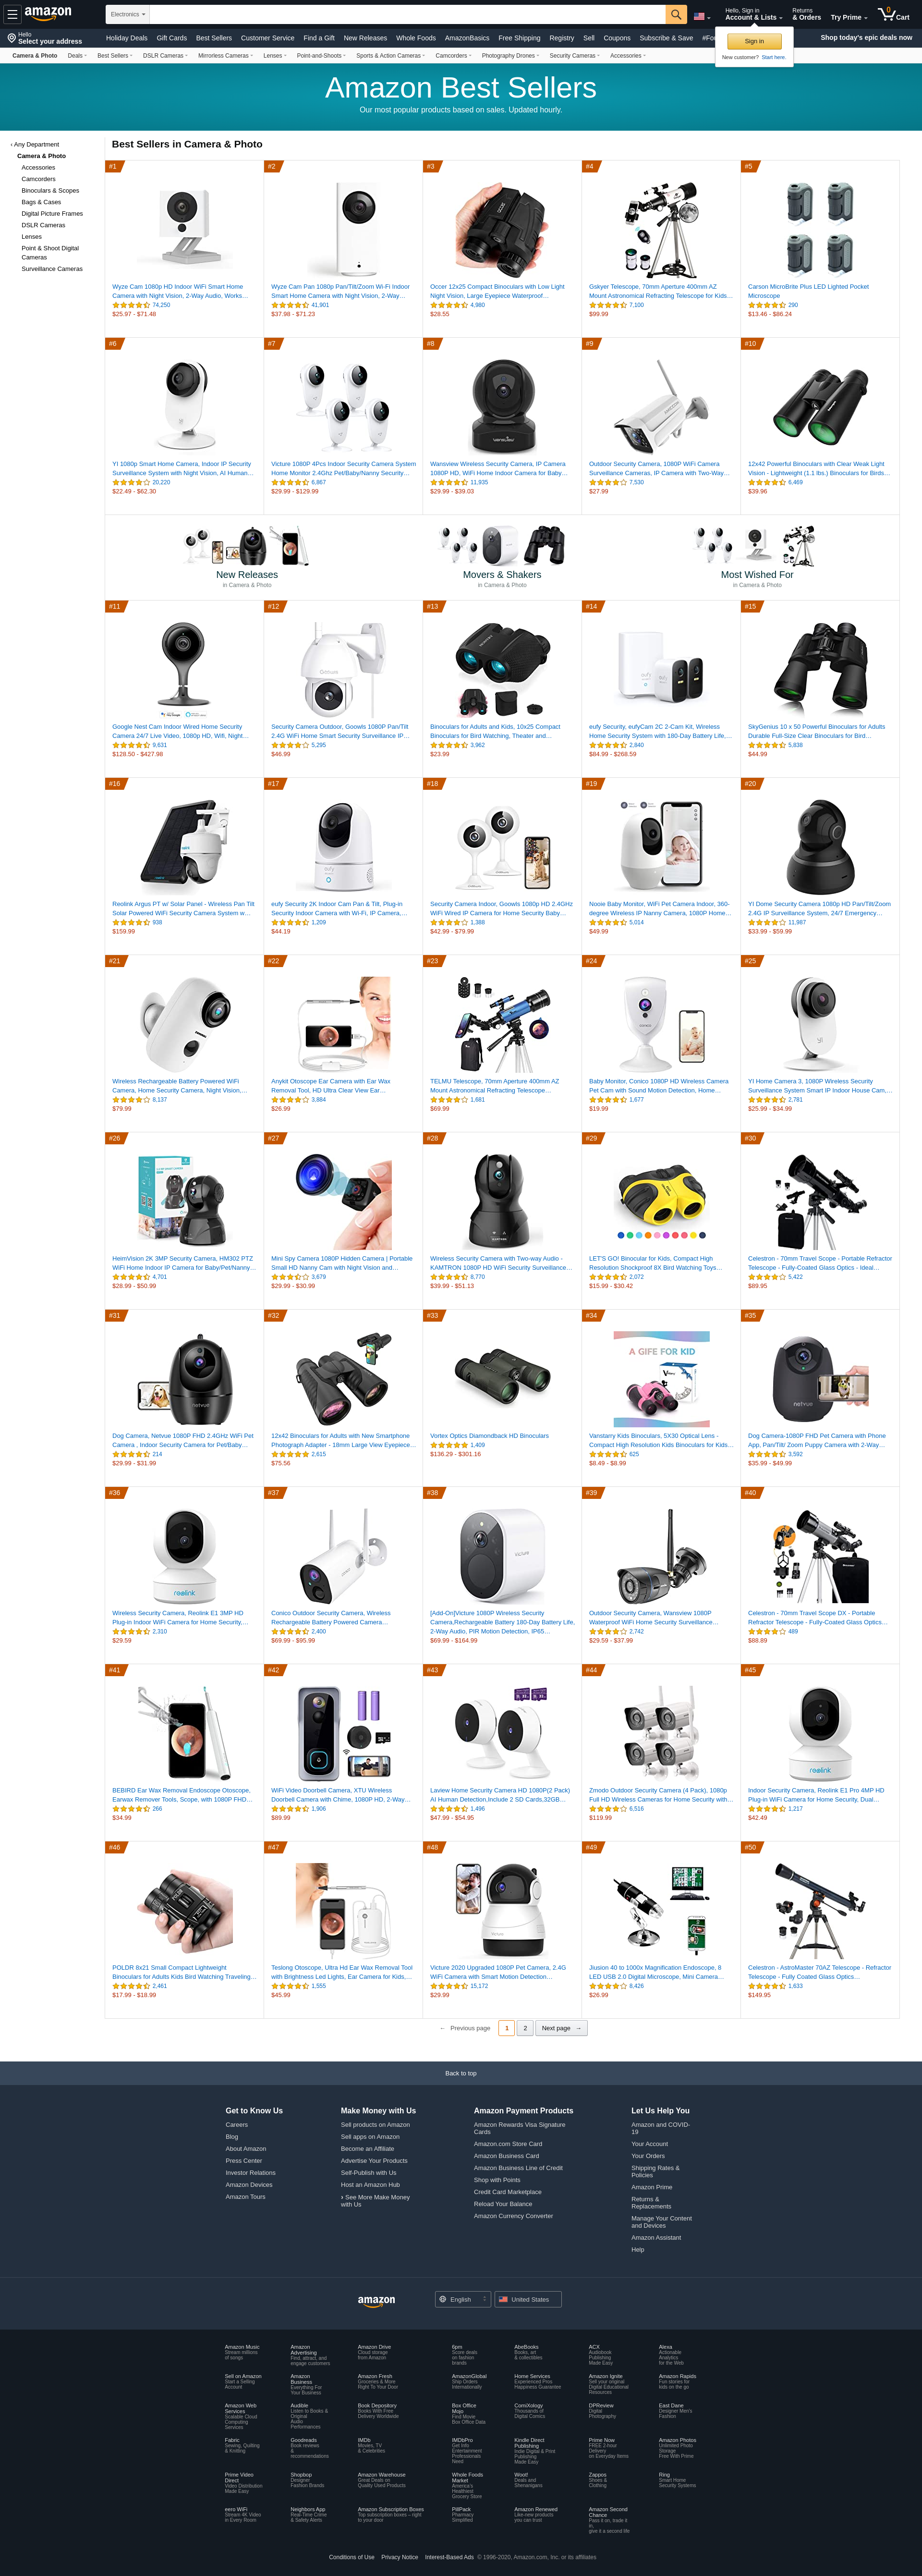 Hello
Select your address
amazon
Electronics
Hello, Sign in
Account & Lists
Returns
& Orders
Try Prime
0
Cart
Holiday Deals
Gift Cards
Best Sellers
Customer Service
Find a Gift
New Releases
Whole Foods
AmazonBasics
Free Shipping
Registry
Sell
Coupons
Subscribe & Save
Shop today's epic deals now
Sign in
New customer? Start here.
Camera & Photo
Deals
Best Sellers
DSLR Cameras
Mirrorless Cameras
Lenses
Point-and-Shoots
Sports & Action Cameras
Camcorders
Photography Drones
Security Cameras
Accessories
Amazon Best Sellers
Our most popular products based on sales. Updated hourly.
‹ Any Department
Camera & Photo
Accessories
Camcorders
Binoculars & Scopes
Bags & Cases
Digital Picture Frames
DSLR Cameras
Lenses
Point & Shoot Digital
Cameras
Surveillance Cameras
Best Sellers in Camera & Photo
#1
Wyze Cam 1080p HD Indoor WiFi Smart Home
Camera with Night Vision, 2-Way Audio, Works…
74,250
$25.97 - $71.48
#2
Wyze Cam Pan 1080p Pan/Tilt/Zoom Wi-Fi Indoor
Smart Home Camera with Night Vision, 2-Way…
41,901
$37.98 - $71.23
#3
Occer 12x25 Compact Binoculars with Low Light
Night Vision, Large Eyepiece Waterproof…
4,980
$28.55
#4
Gskyer Telescope, 70mm Aperture 400mm AZ
Mount Astronomical Refracting Telescope for Kids…
7,100
$99.99
#5
Carson MicroBrite Plus LED Lighted Pocket
Microscope
290
$13.46 - $86.24
#6
YI 1080p Smart Home Camera, Indoor IP Security
Surveillance System with Night Vision, AI Human…
20,220
$22.49 - $62.30
#7
Victure 1080P 4Pcs Indoor Security Camera System
Home Monitor 2.4Ghz Pet/Baby/Nanny Security…
6,867
$29.99 - $129.99
#8
Wansview Wireless Security Camera, IP Camera
1080P HD, WiFi Home Indoor Camera for Baby…
11,935
$29.99 - $39.03
#9
Outdoor Security Camera, 1080P WiFi Camera
Surveillance Cameras, IP Camera with Two-Way…
7,530
$27.99
#10
12x42 Powerful Binoculars with Clear Weak Light
Vision - Lightweight (1.1 lbs.) Binoculars for Birds…
6,469
$39.96
New Releases
in Camera & Photo
Movers & Shakers
in Camera & Photo
Most Wished For
in Camera & Photo
#11
Google Nest Cam Indoor Wired Home Security
Camera 24/7 Live Video, 1080p HD, Wifi, Night…
9,631
$128.50 - $427.98
#12
Security Camera Outdoor, Goowls 1080P Pan/Tilt
2.4G WiFi Home Smart Security Surveillance IP…
5,295
$46.99
#13
Binoculars for Adults and Kids, 10x25 Compact
Binoculars for Bird Watching, Theater and…
3,962
$23.99
#14
eufy Security, eufyCam 2C 2-Cam Kit, Wireless
Home Security System with 180-Day Battery Life,…
2,840
$84.99 - $268.59
#15
SkyGenius 10 x 50 Powerful Binoculars for Adults
Durable Full-Size Clear Binoculars for Bird…
5,838
$44.99
#16
Reolink Argus PT w/ Solar Panel - Wireless Pan Tilt
Solar Powered WiFi Security Camera System w…
938
$159.99
#17
eufy Security 2K Indoor Cam Pan & Tilt, Plug-in
Security Indoor Camera with Wi-Fi, IP Camera,…
1,209
$44.19
#18
Security Camera Indoor, Goowls 1080p HD 2.4GHz
WiFi Wired IP Camera for Home Security Baby…
1,388
$42.99 - $79.99
#19
Nooie Baby Monitor, WiFi Pet Camera Indoor, 360-
degree Wireless IP Nanny Camera, 1080P Home…
5,014
$49.99
#20
YI Dome Security Camera 1080p HD Pan/Tilt/Zoom
2.4G IP Surveillance System, 24/7 Emergency…
11,987
$33.99 - $59.99
#21
Wireless Rechargeable Battery Powered WiFi
Camera, Home Security Camera, Night Vision,…
8,137
$79.99
#22
Anykit Otoscope Ear Camera with Ear Wax
Removal Tool, HD Ultra Clear View Ear…
3,884
$26.99
#23
TELMU Telescope, 70mm Aperture 400mm AZ
Mount Astronomical Refracting Telescope…
1,681
$69.99
#24
Baby Monitor, Conico 1080P HD Wireless Camera
Pet Cam with Sound Motion Detection, Home…
1,677
$19.99
#25
YI Home Camera 3, 1080P Wireless Security
Surveillance System Smart IP Indoor House Cam,…
2,781
$25.99 - $34.99
#26
HeimVision 2K 3MP Security Camera, HM302 PTZ
WiFi Home Indoor IP Camera for Baby/Pet/Nanny…
4,701
$28.99 - $50.99
#27
Mini Spy Camera 1080P Hidden Camera | Portable
Small HD Nanny Cam with Night Vision and…
3,679
$29.99 - $30.99
#28
Wireless Security Camera with Two-way Audio -
KAMTRON 1080P HD WiFi Security Surveillance…
8,770
$39.99 - $51.13
#29
LET'S GO! Binocular for Kids, Compact High
Resolution Shockproof 8X Bird Watching Toys…
2,072
$15.99 - $30.42
#30
Celestron - 70mm Travel Scope - Portable Refractor
Telescope - Fully-Coated Glass Optics - Ideal…
5,422
$89.95
#31
netvue
Dog Camera, Netvue 1080P FHD 2.4GHz WiFi Pet
Camera , Indoor Security Camera for Pet/Baby…
214
$29.99 - $31.99
#32
12x42 Binoculars for Adults with New Smartphone
Photograph Adapter - 18mm Large View Eyepiece…
2,615
$75.56
#33
Vortex Optics Diamondback HD Binoculars
1,409
$136.29 - $301.16
#34
A GIFE FOR KID
Vanstarry Kids Binoculars, 5X30 Optical Lens -
Compact High Resolution Kids Binoculars for Kids…
625
$8.49 - $8.99
#35
netvue
Dog Camera-1080P FHD Pet Camera with Phone
App, Pan/Tilt/ Zoom Puppy Camera with 2-Way…
3,592
$35.99 - $49.99
#36
reolink
Wireless Security Camera, Reolink E1 3MP HD
Plug-in Indoor WiFi Camera for Home Security,…
2,310
$29.59
#37
Conico Outdoor Security Camera, Wireless
Rechargeable Battery Powered Camera…
2,400
$69.99 - $95.99
#38
[Add-On]Victure 1080P Wireless Security
Camera,Rechargeable Battery 180-Day Battery Life,
2-Way Audio, PIR Motion Detection, IP65…
$69.99 - $164.99
#39
Outdoor Security Camera, Wansview 1080P
Waterproof WiFi Home Security Surveillance…
2,742
$29.59 - $37.99
#40
Celestron - 70mm Travel Scope DX - Portable
Refractor Telescope - Fully-Coated Glass Optics…
489
$88.89
#41
BEBIRD Ear Wax Removal Endoscope Otoscope,
Earwax Remover Tools, Scope, with 1080P FHD…
266
$34.99
#42
WiFi Video Doorbell Camera, XTU Wireless
Doorbell Camera with Chime, 1080P HD, 2-Way…
1,906
$89.99
#43
Laview Home Security Camera HD 1080P(2 Pack)
AI Human Detection,Include 2 SD Cards,32GB…
1,496
$47.99 - $54.95
#44
Zmodo Outdoor Security Camera (4 Pack), 1080p
Full HD Wireless Cameras for Home Security with…
6,516
$119.99
#45
reolink
Indoor Security Camera, Reolink E1 Pro 4MP HD
Plug-in WiFi Camera for Home Security, Dual…
1,217
$42.49
#46
POLDR 8x21 Small Compact Lightweight
Binoculars for Adults Kids Bird Watching Traveling…
2,461
$17.99 - $18.99
#47
Teslong Otoscope, Ultra Hd Ear Wax Removal Tool
with Brightness Led Lights, Ear Camera for Kids,…
1,555
$45.99
#48
Victure 2020 Upgraded 1080P Pet Camera, 2.4G
WiFi Camera with Smart Motion Detection…
15,172
$29.99
#49
Jiusion 40 to 1000x Magnification Endoscope, 8
LED USB 2.0 Digital Microscope, Mini Camera…
8,426
$26.99
#50
Celestron - AstroMaster 70AZ Telescope - Refractor
Telescope - Fully Coated Glass Optics…
1,633
$149.95
← Previous page
1
2
Next page →
Back to top
Get to Know Us
Careers
Blog
About Amazon
Press Center
Investor Relations
Amazon Devices
Amazon Tours
Make Money with Us
Sell products on Amazon
Sell apps on Amazon
Become an Affiliate
Advertise Your Products
Self-Publish with Us
Host an Amazon Hub
› See More Make Money
with Us
Amazon Payment Products
Amazon Rewards Visa Signature
Cards
Amazon.com Store Card
Amazon Business Card
Amazon Business Line of Credit
Shop with Points
Credit Card Marketplace
Reload Your Balance
Amazon Currency Converter
Let Us Help You
Amazon and COVID-
19
Your Account
Your Orders
Shipping Rates &
Policies
Amazon Prime
Returns &
Replacements
Manage Your Content
and Devices
Amazon Assistant
Help
amazon
English
United States
Amazon Music
Stream millions
of songs
Amazon
Advertising
Find, attract, and
engage customers
Amazon Drive
Cloud storage
from Amazon
6pm
Score deals
on fashion
brands
AbeBooks
Books, art
& collectibles
ACX
Audiobook
Publishing
Made Easy
Alexa
Actionable
Analytics
for the Web
Sell on Amazon
Start a Selling
Account
Amazon
Business
Everything For
Your Business
Amazon Fresh
Groceries & More
Right To Your Door
AmazonGlobal
Ship Orders
Internationally
Home Services
Experienced Pros
Happiness Guarantee
Amazon Ignite
Sell your original
Digital Educational
Resources
Amazon Rapids
Fun stories for
kids on the go
Amazon Web
Services
Scalable Cloud
Computing
Services
Audible
Listen to Books &
Original
Audio
Performances
Book Depository
Books With Free
Delivery Worldwide
Box Office
Mojo
Find Movie
Box Office Data
ComiXology
Thousands of
Digital Comics
DPReview
Digital
Photography
East Dane
Designer Men's
Fashion
Fabric
Sewing, Quilting
& Knitting
Goodreads
Book reviews
&
recommendations
IMDb
Movies, TV
& Celebrities
IMDbPro
Get Info
Entertainment
Professionals
Need
Kindle Direct
Publishing
Indie Digital & Print
Publishing
Made Easy
Prime Now
FREE 2-hour
Delivery
on Everyday Items
Amazon Photos
Unlimited Photo
Storage
Free With Prime
Prime Video
Direct
Video Distribution
Made Easy
Shopbop
Designer
Fashion Brands
Amazon Warehouse
Great Deals on
Quality Used Products
Whole Foods
Market
America's
Healthiest
Grocery Store
Woot!
Deals and
Shenanigans
Zappos
Shoes &
Clothing
Ring
Smart Home
Security Systems
eero WiFi
Stream 4K Video
in Every Room
Neighbors App
Real-Time Crime
& Safety Alerts
Amazon Subscription Boxes
Top subscription boxes – right
to your door
PillPack
Pharmacy
Simplified
Amazon Renewed
Like-new products
you can trust
Amazon Second
Chance
Pass it on, trade it
in,
give it a second life
Conditions of Use
Privacy Notice
Interest-Based Ads
© 1996-2020, Amazon.com, Inc. or its affiliates